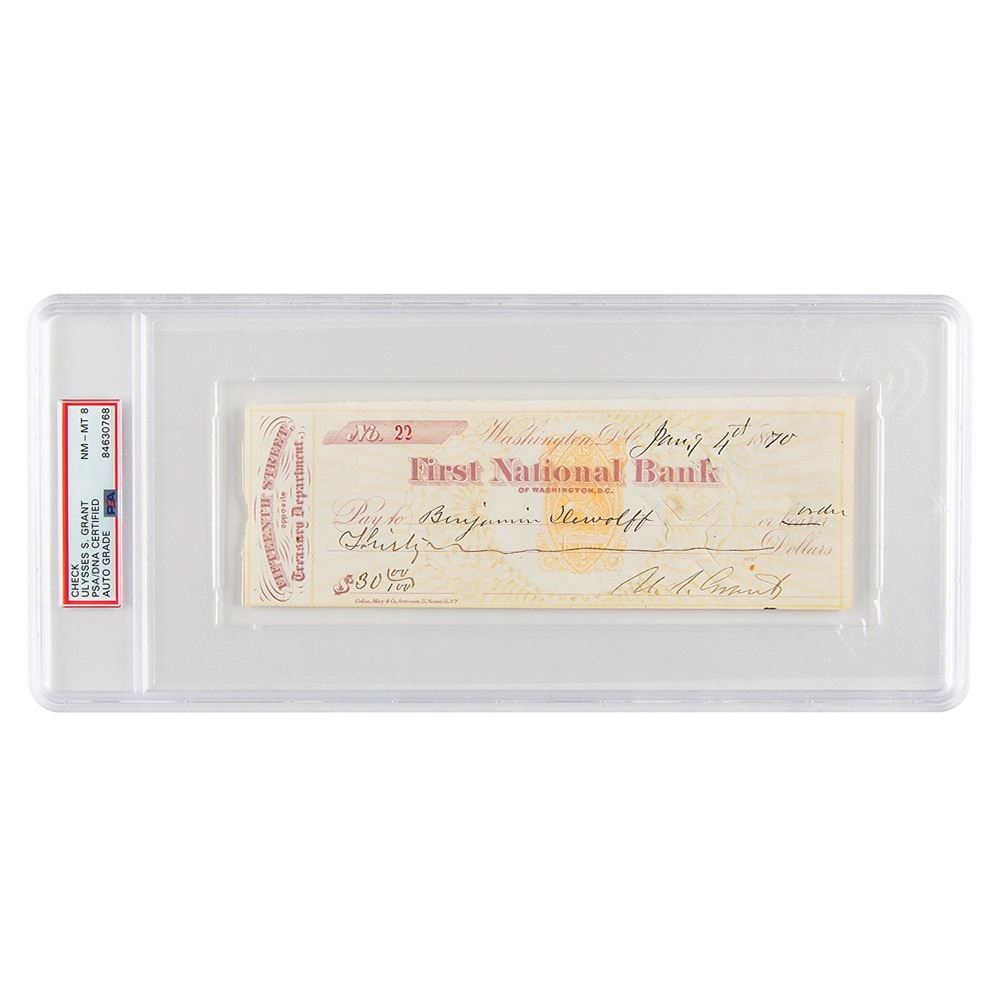 CHECK
ULYSSES S. GRANT
PSA/DNA CERTIFIED
AUTO GRADE
NM-MT 8
84630768
PSA
FIFTEENTH STREET
opposite
Treasury Department.
No. 22
Washington, D.C. Jany 4th 1870
First National Bank
OF WASHINGTON, D.C.
Pay to Benjamin Dewolff or order
Thirty Dollars
$30 00/100
U. S. Grant